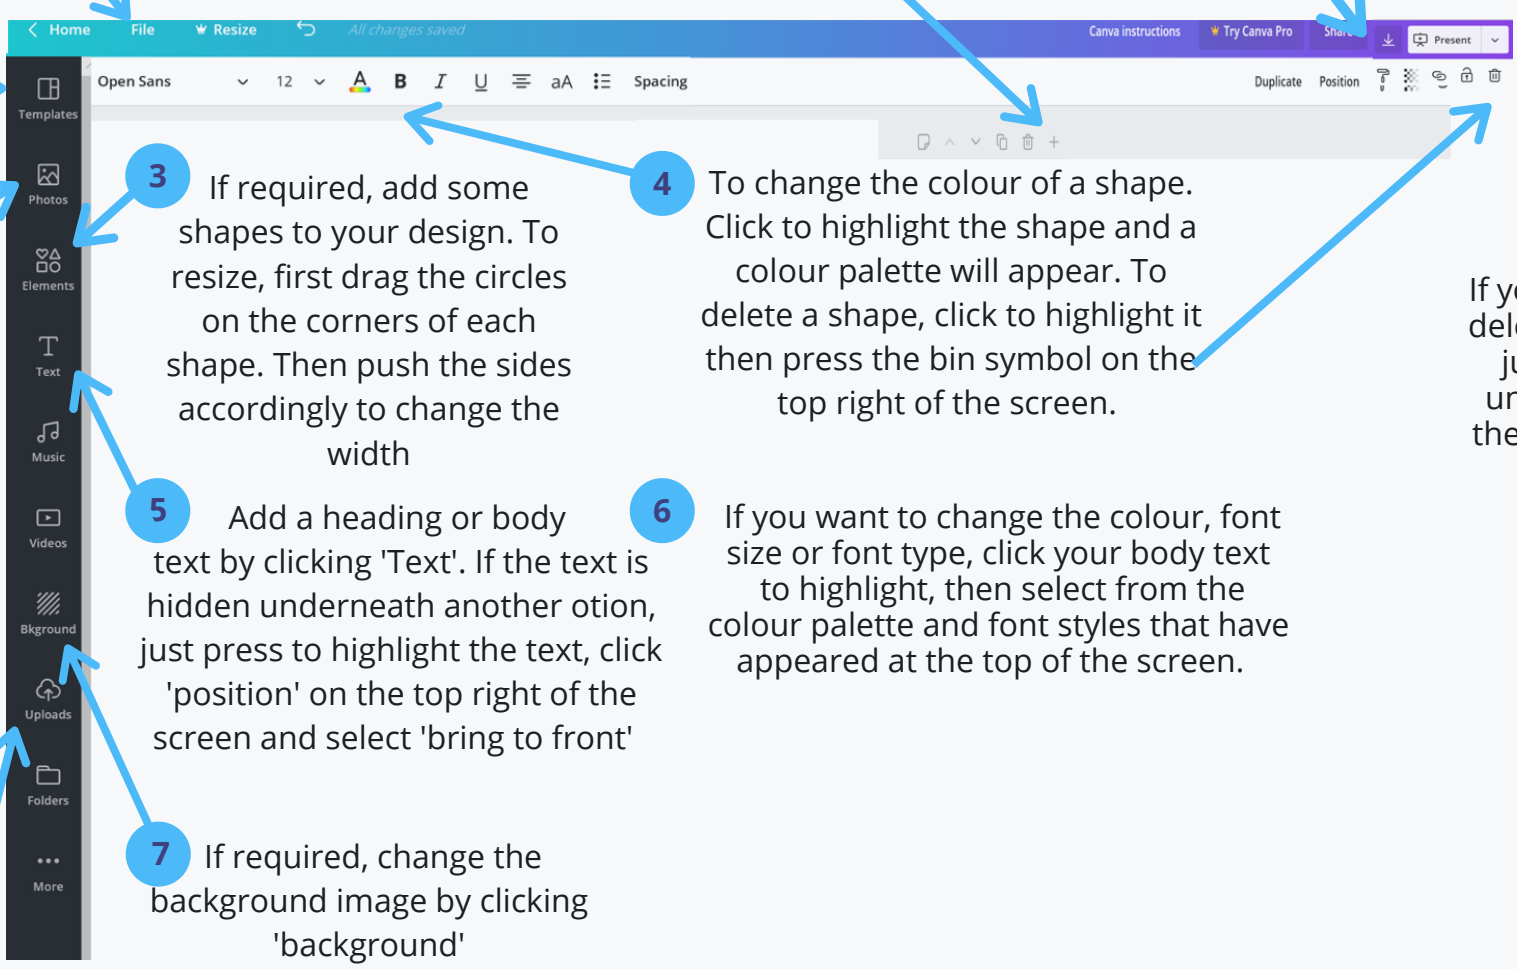 Home File Resize All changes saved Canva instructions Try Canva Pro Share Present
Open Sans 12 A B I U aA Spacing Duplicate Position
Templates
Photos
Elements
Text
Music
Videos
Bkground
Uploads
Folders
More
3
If required, add some
shapes to your design. To
resize, first drag the circles
on the corners of each
shape. Then push the sides
accordingly to change the
width
4
To change the colour of a shape.
Click to highlight the shape and a
colour palette will appear. To
delete a shape, click to highlight it
then press the bin symbol on the
top right of the screen.
5
Add a heading or body
text by clicking 'Text'. If the text is
hidden underneath another otion,
just press to highlight the text, click
'position' on the top right of the
screen and select 'bring to front'
6
If you want to change the colour, font
size or font type, click your body text
to highlight, then select from the
colour palette and font styles that have
appeared at the top of the screen.
7
If required, change the
background image by clicking
'background'
If
the